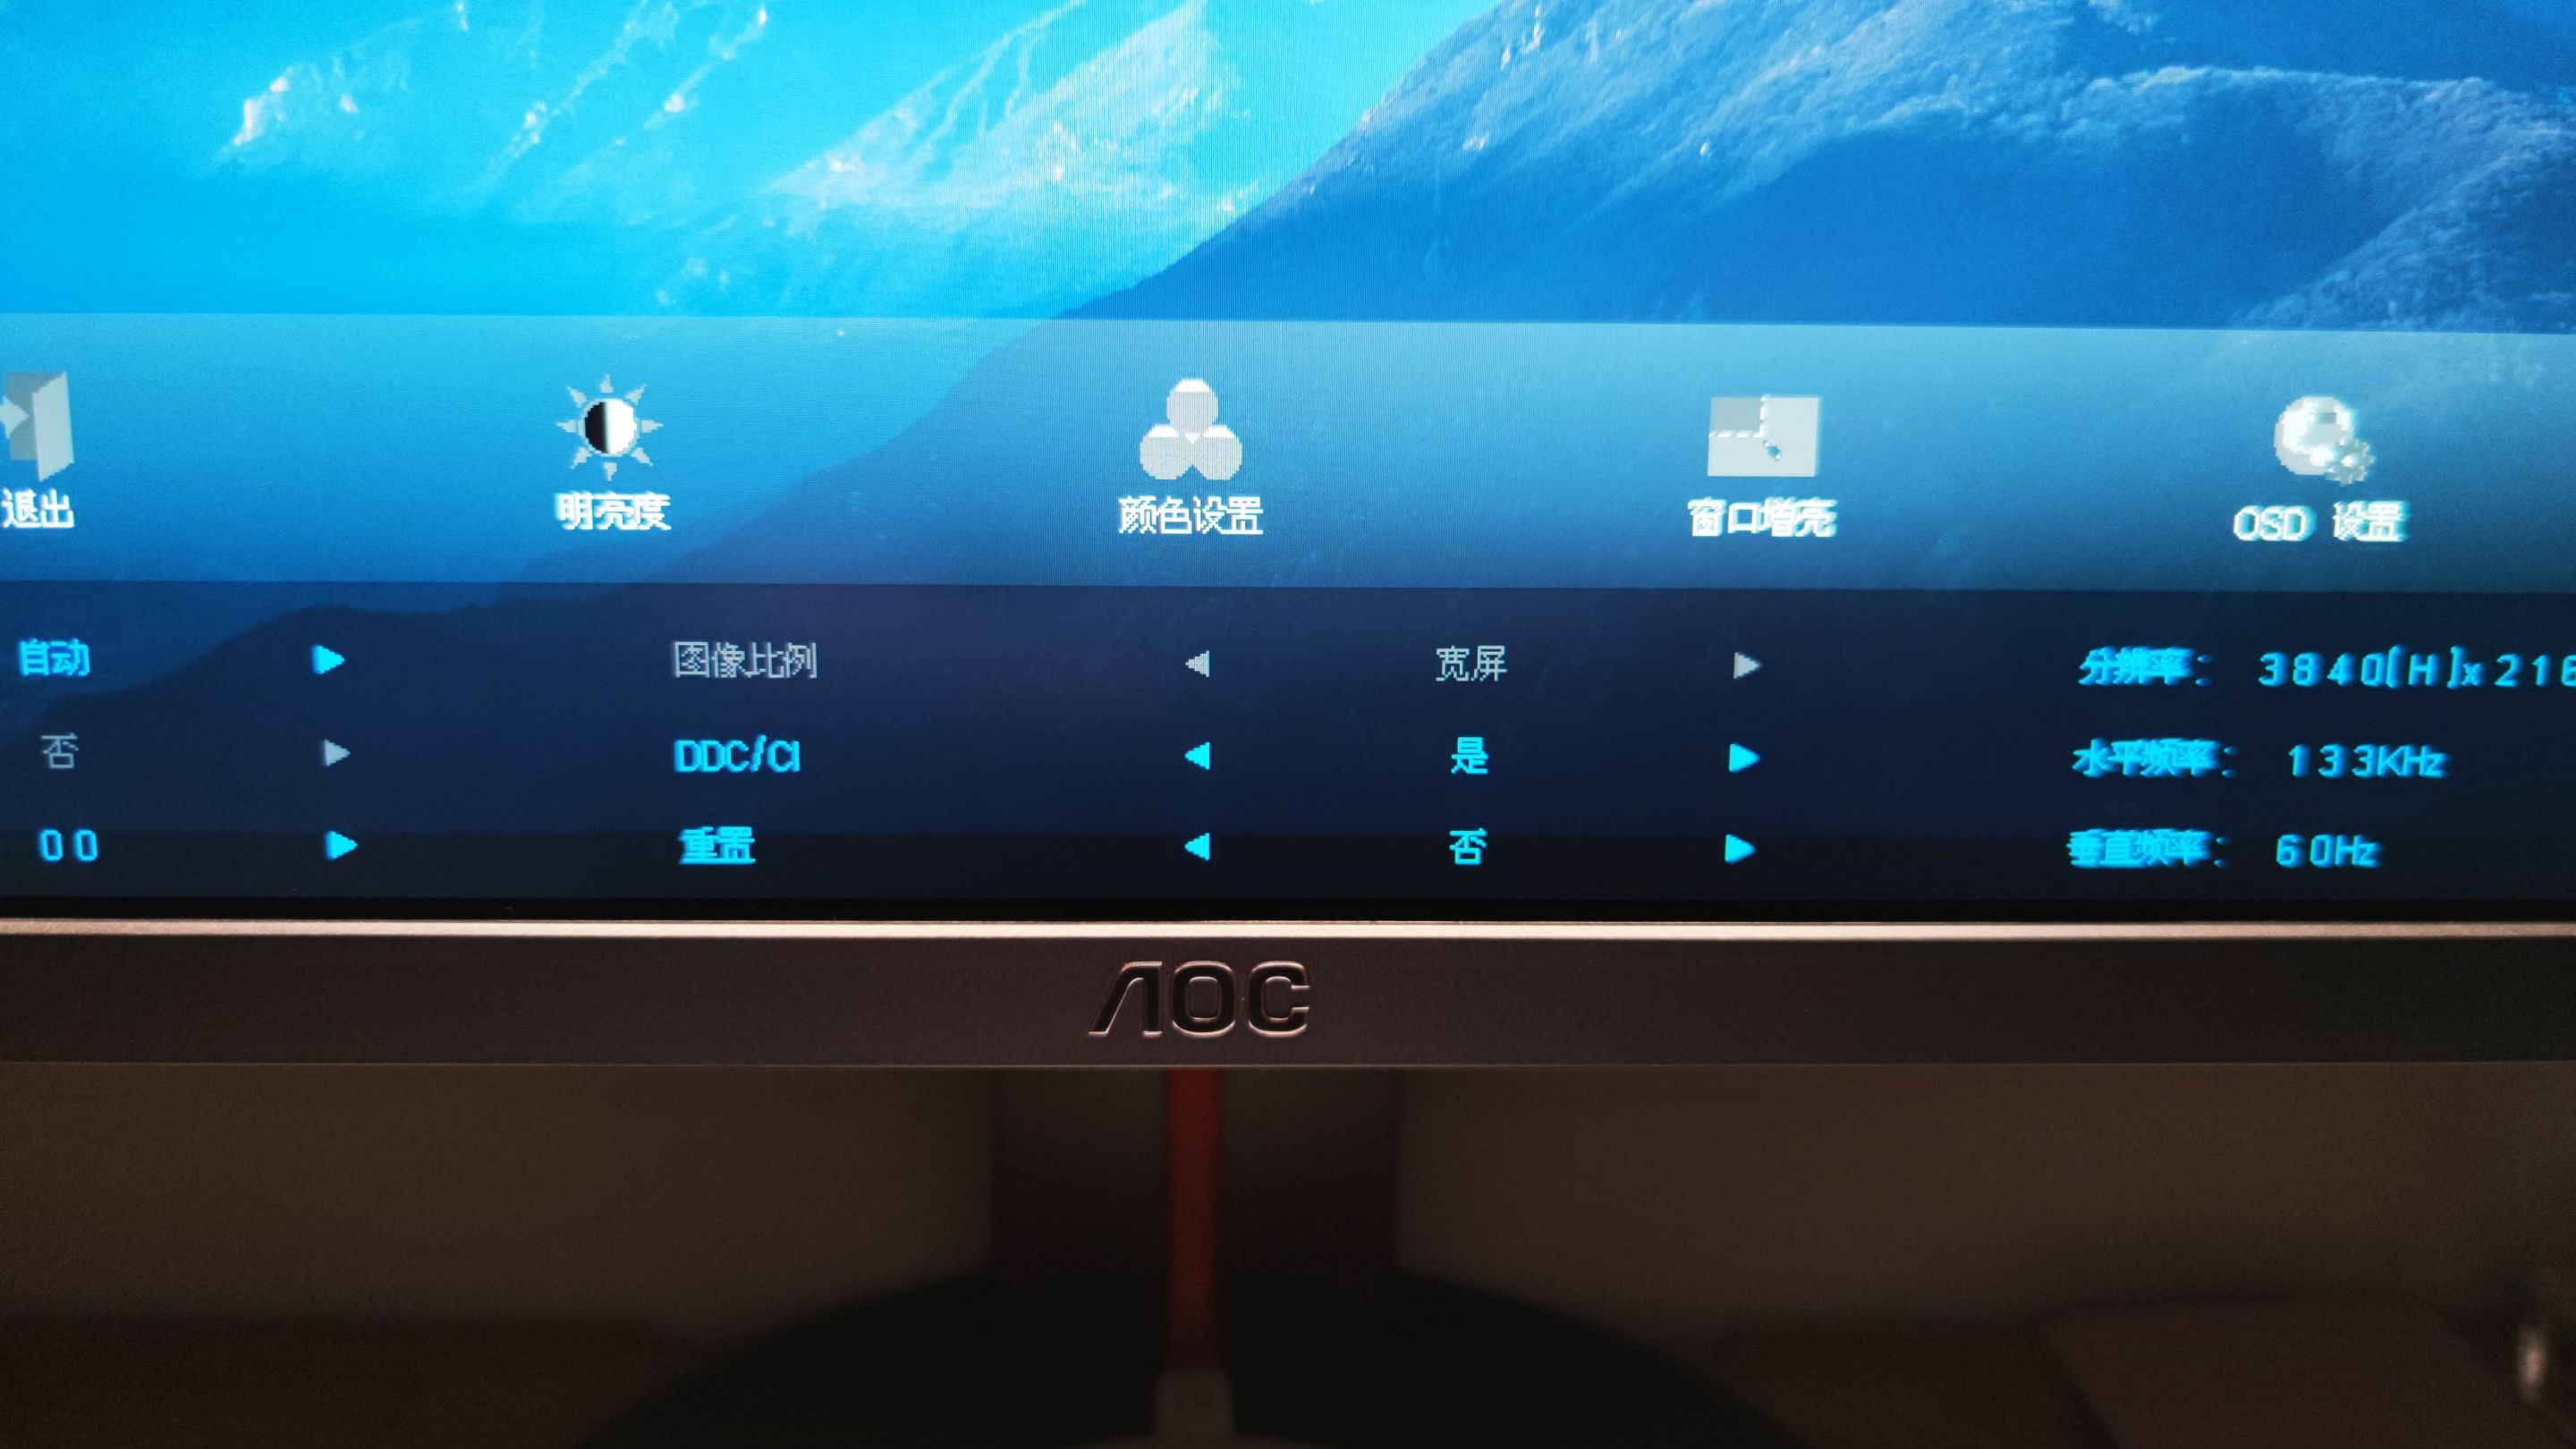 退出 明亮度 颜色设置 窗口增亮 OSD 设置
自动 图像比例 宽屏 分辨率: 3840(H)x216
否 DDC/CI 是 水平频率: 133KHz
00 重置 否 垂直频率: 60Hz
AOC